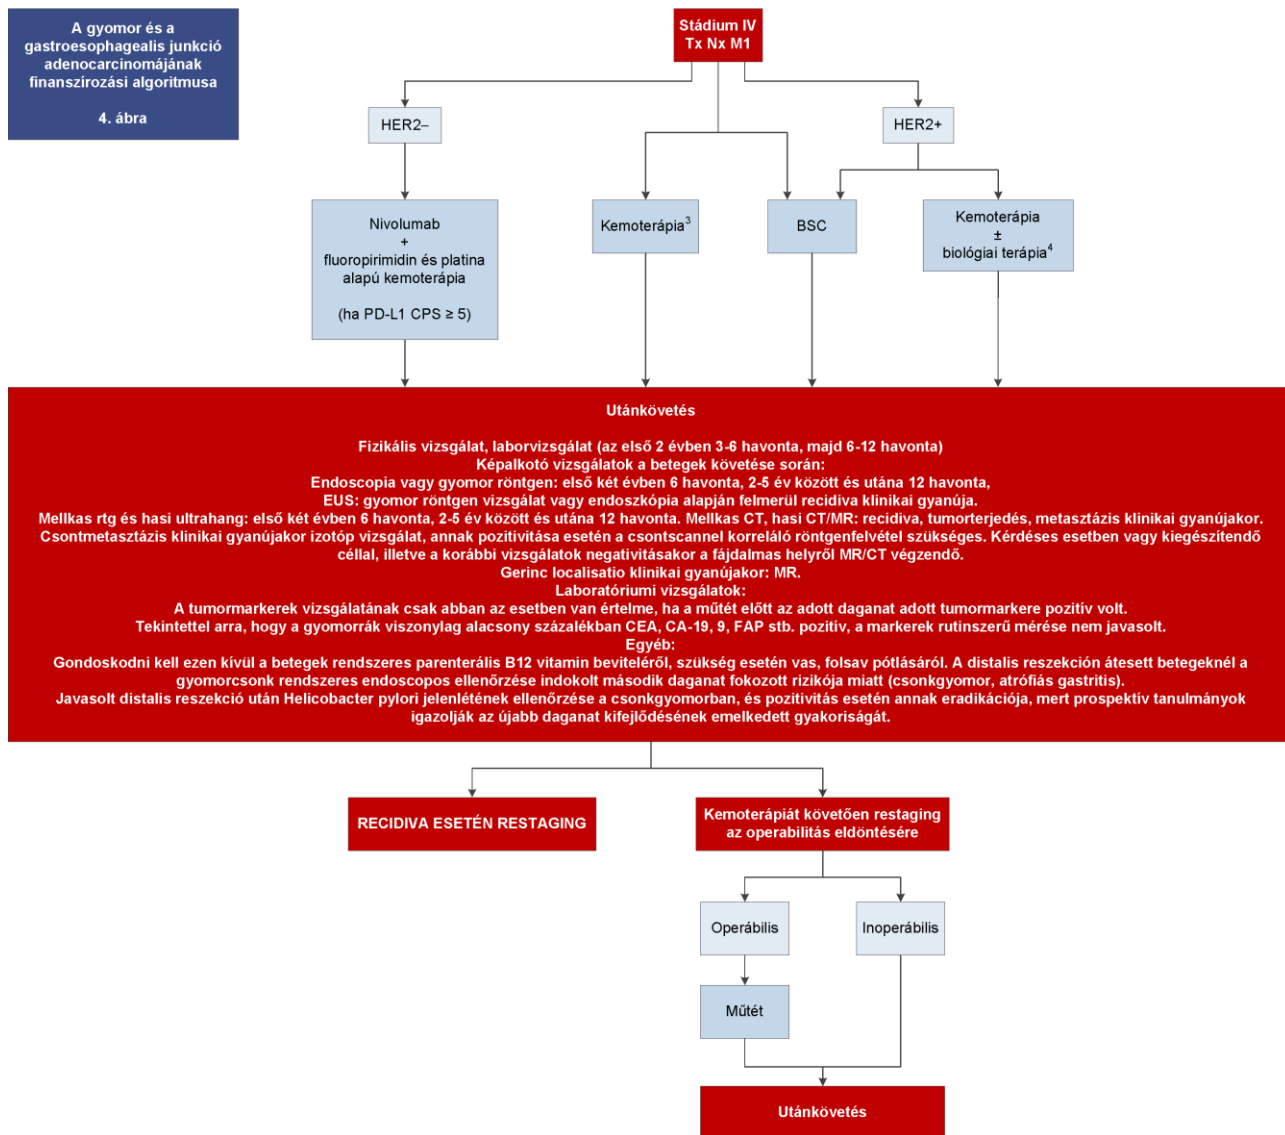 A gyomor és a
gastroesophagealis junkció
adenocarcinomájának
finanszírozási algoritmusa
4. ábra
Stádium IV
Tx Nx M1
HER2–
HER2+
Nivolumab
+
fluoropirimidin és platina
alapú kemoterápia
(ha PD-L1 CPS ≥ 5)
Kemoterápia³
BSC
Kemoterápia
±
biológiai terápia⁴
Utánkövetés
Fizikális vizsgálat, laborvizsgálat (az első 2 évben 3-6 havonta, majd 6-12 havonta)
Képalkotó vizsgálatok a betegek követése során:
Endoscopia vagy gyomor röntgen: első két évben 6 havonta, 2-5 év között és utána 12 havonta,
EUS: gyomor röntgen vizsgálat vagy endoszkópia alapján felmerül recidiva klinikai gyanúja.
Mellkas rtg és hasi ultrahang: első két évben 6 havonta, 2-5 év között és utána 12 havonta. Mellkas CT, hasi CT/MR: recidiva, tumorterjedés, metasztázis klinikai gyanújakor.
Csontmetasztázis klinikai gyanújakor izotóp vizsgálat, annak pozitivitása esetén a csontscannel korreláló röntgenfelvétel szükséges. Kérdéses esetben vagy kiegészítendő
céllal, illetve a korábbi vizsgálatok negativitásakor a fájdalmas helyről MR/CT végzendő.
Gerinc localisatio klinikai gyanújakor: MR.
Laboratóriumi vizsgálatok:
A tumormarkerek vizsgálatának csak abban az esetben van értelme, ha a műtét előtt az adott daganat adott tumormarkere pozitív volt.
Tekintettel arra, hogy a gyomorrák viszonylag alacsony százalékban CEA, CA-19, 9, FAP stb. pozitív, a markerek rutinszerű mérése nem javasolt.
Egyéb:
Gondoskodni kell ezen kívül a betegek rendszeres parenterális B12 vitamin beviteléről, szükség esetén vas, folsav pótlásáról. A distalis reszekción átesett betegeknél a
gyomorcsonk rendszeres endoscopos ellenőrzése indokolt második daganat fokozott rizikója miatt (csonkgyomor, atrófiás gastritis).
Javasolt distalis reszekció után Helicobacter pylori jelenlétének ellenőrzése a csonkgyomorban, és pozitivitás esetén annak eradikációja, mert prospektív tanulmányok
igazolják az újabb daganat kifejlődésének emelkedett gyakoriságát.
RECIDIVA ESETÉN RESTAGING
Kemoterápiát követően restaging
az operabilitás eldöntésére
Operábilis
Inoperábilis
Műtét
Utánkövetés